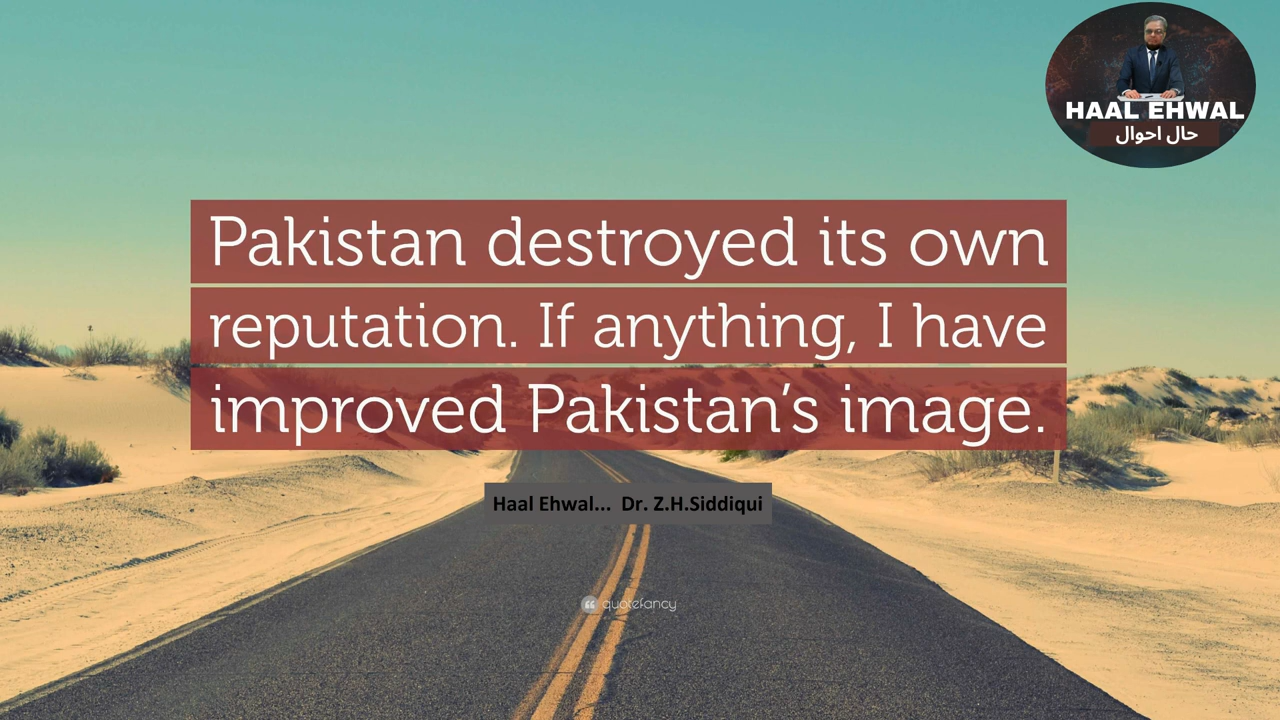 HAAL EHWAL
حال احوال
Pakistan destroyed its own
reputation. If anything, I have
improved Pakistan’s image.
Haal Ehwal... Dr. Z.H.Siddiqui
quotefancy